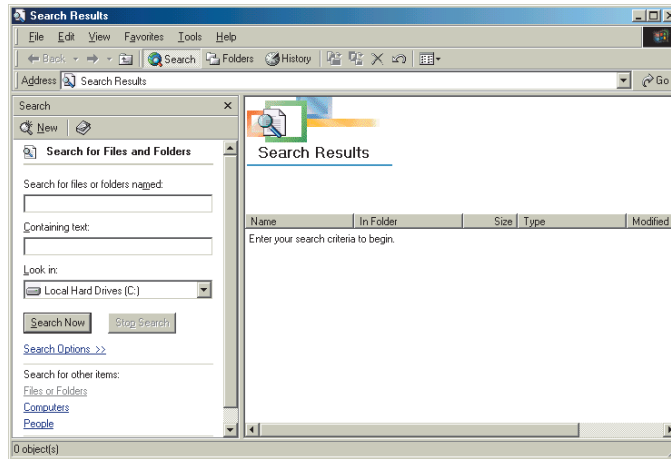 Search Results
File Edit View Favorites Tools Help
Back Search Folders History
Address Search Results Go
Search
New
Search for Files and Folders
Search for files or folders named:
Containing text:
Look in:
Local Hard Drives (C:)
Search Now Stop Search
Search Options >>
Search for other items:
Files or Folders
Computers
People
Search Results
Name In Folder Size Type Modified
Enter your search criteria to begin.
0 object(s)